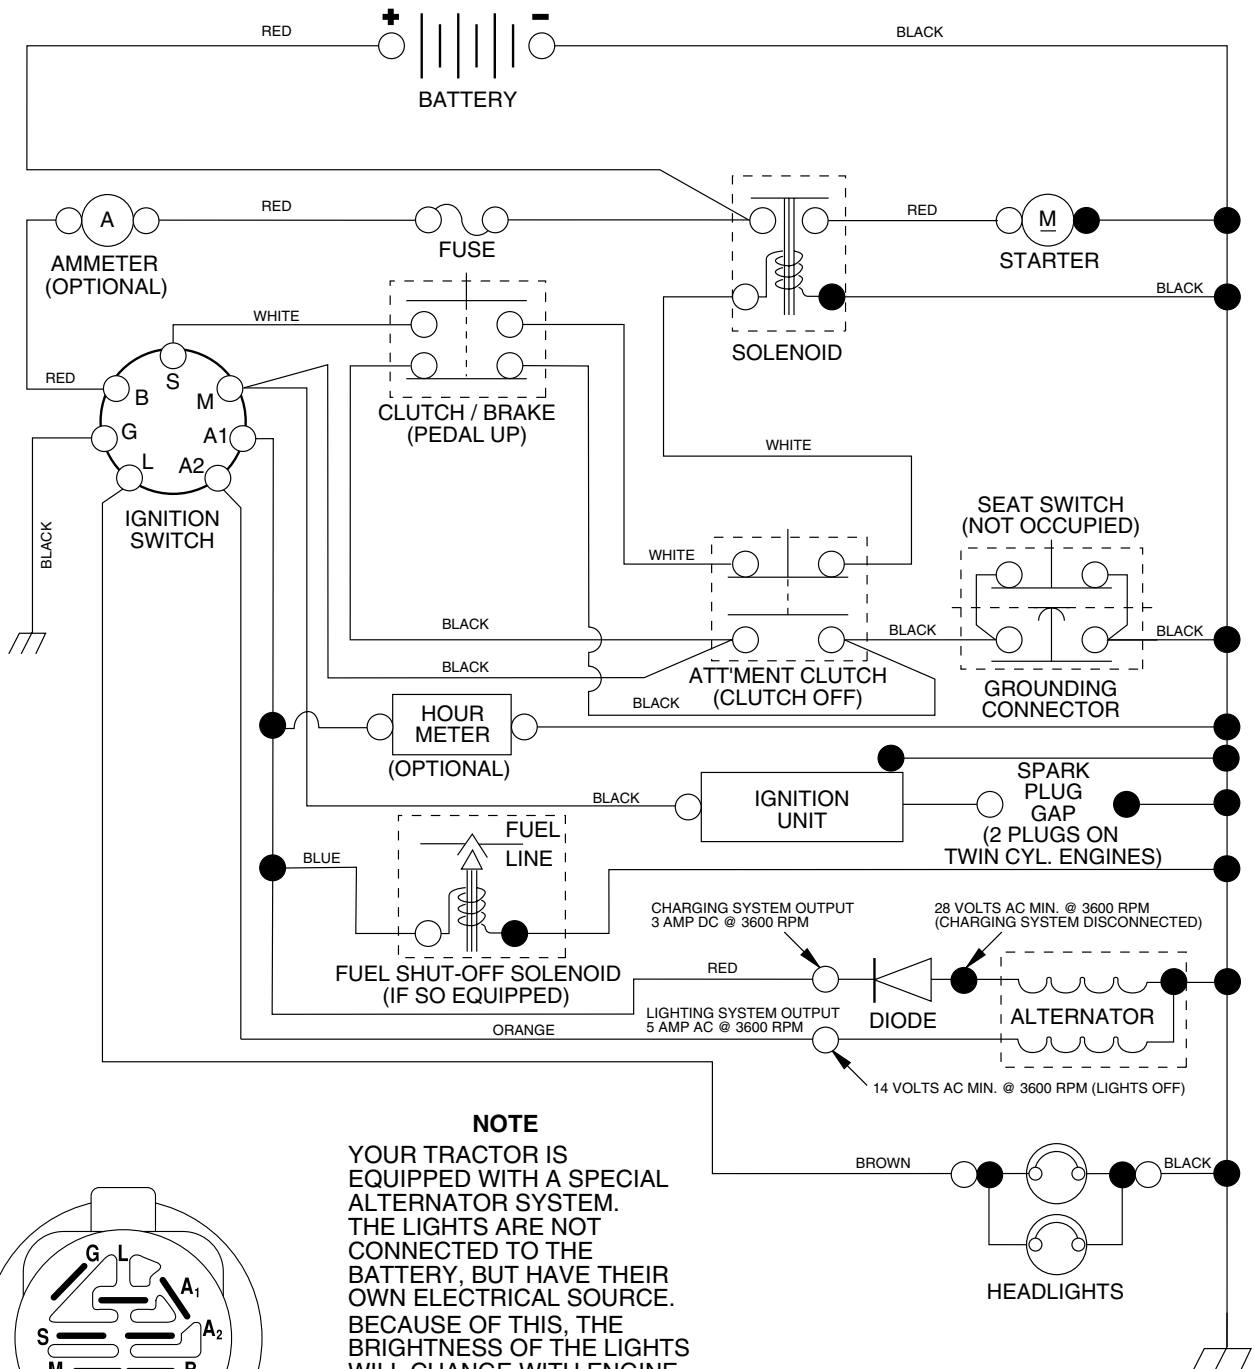 +
-
RED
BLACK
BATTERY
A
RED
RED
M
FUSE
STARTER
AMMETER
(OPTIONAL)
BLACK
WHITE
SOLENOID
RED
S
B
M
CLUTCH / BRAKE
(PEDAL UP)
G
A1
L
A2
WHITE
IGNITION
SWITCH
SEAT SWITCH
(NOT OCCUPIED)
BLACK
WHITE
BLACK
BLACK
BLACK
BLACK
ATT'MENT CLUTCH
(CLUTCH OFF)
GROUNDING
CONNECTOR
BLACK
HOUR
METER
(OPTIONAL)
BLACK
IGNITION
UNIT
SPARK
PLUG
GAP
(2 PLUGS ON
TWIN CYL. ENGINES)
FUEL
LINE
BLUE
CHARGING SYSTEM OUTPUT
3 AMP DC @ 3600 RPM
28 VOLTS AC MIN. @ 3600 RPM
(CHARGING SYSTEM DISCONNECTED)
FUEL SHUT-OFF SOLENOID
(IF SO EQUIPPED)
RED
DIODE
ALTERNATOR
LIGHTING SYSTEM OUTPUT
5 AMP AC @ 3600 RPM
ORANGE
14 VOLTS AC MIN. @ 3600 RPM (LIGHTS OFF)
NOTE
YOUR TRACTOR IS
EQUIPPED WITH A SPECIAL
ALTERNATOR SYSTEM.
THE LIGHTS ARE NOT
CONNECTED TO THE
BATTERY, BUT HAVE THEIR
OWN ELECTRICAL SOURCE.
BECAUSE OF THIS, THE
BRIGHTNESS OF THE LIGHTS
WILL CHANGE WITH ENGINE
BROWN
BLACK
HEADLIGHTS
G
L
A1
S
A2
M
B